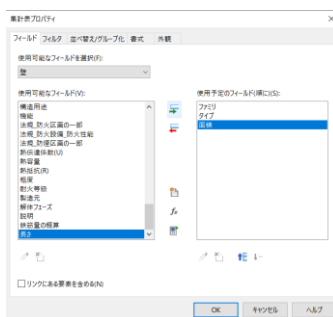 集計表プロパティ
フィールド フィルタ 並べ替え/グループ化 書式 外観
使用可能なフィールドを選択(F):
壁
使用可能なフィールド(V):
構造用途
機能
法規_防火区画の一部
法規_防火設備_防火性能
法規_防煙区画の一部
熱伝達係数(U)
熱容量
熱抵抗(R)
粗度
耐火等級
製造元
解体フェーズ
説明
鉄筋量の概算
長さ
使用予定のフィールド(順に)(S):
ファミリ
タイプ
面積
リンクにある要素を含める(N)
OK キャンセル ヘルプ